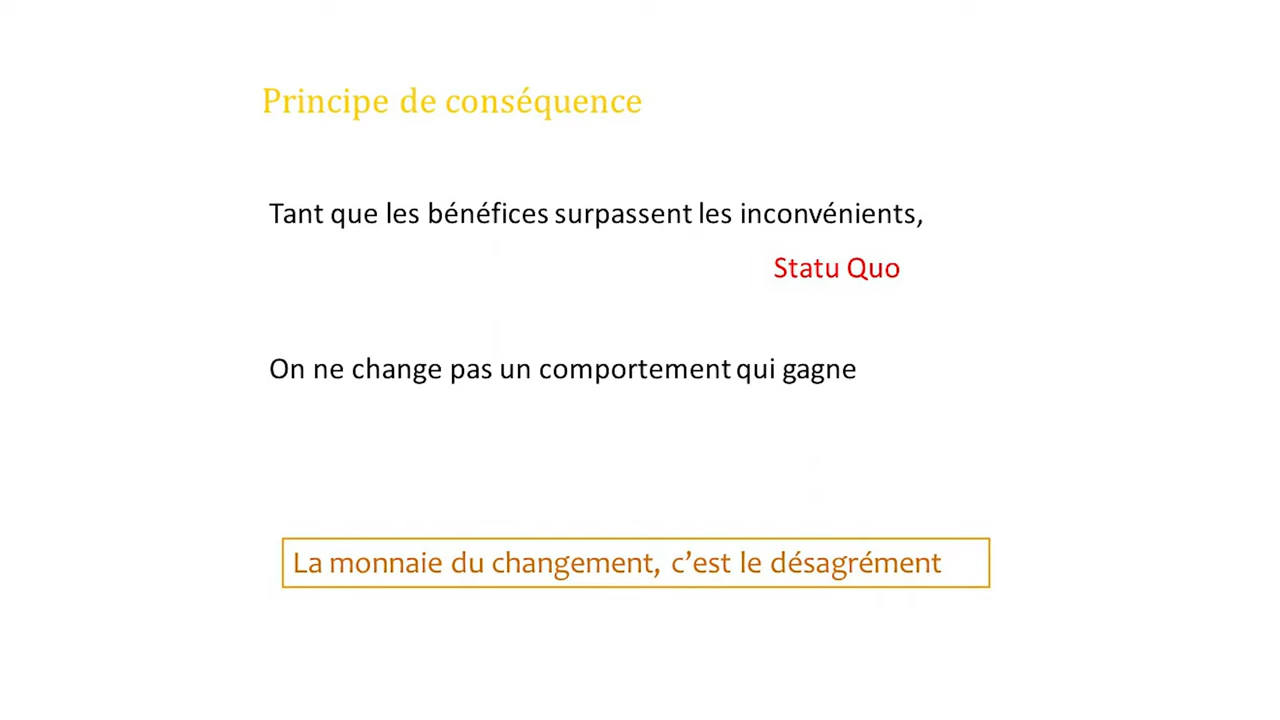 Principe de conséquence
Tant que les bénéfices surpassent les inconvénients,
Statu Quo
On ne change pas un comportement qui gagne
La monnaie du changement, c’est le désagrément